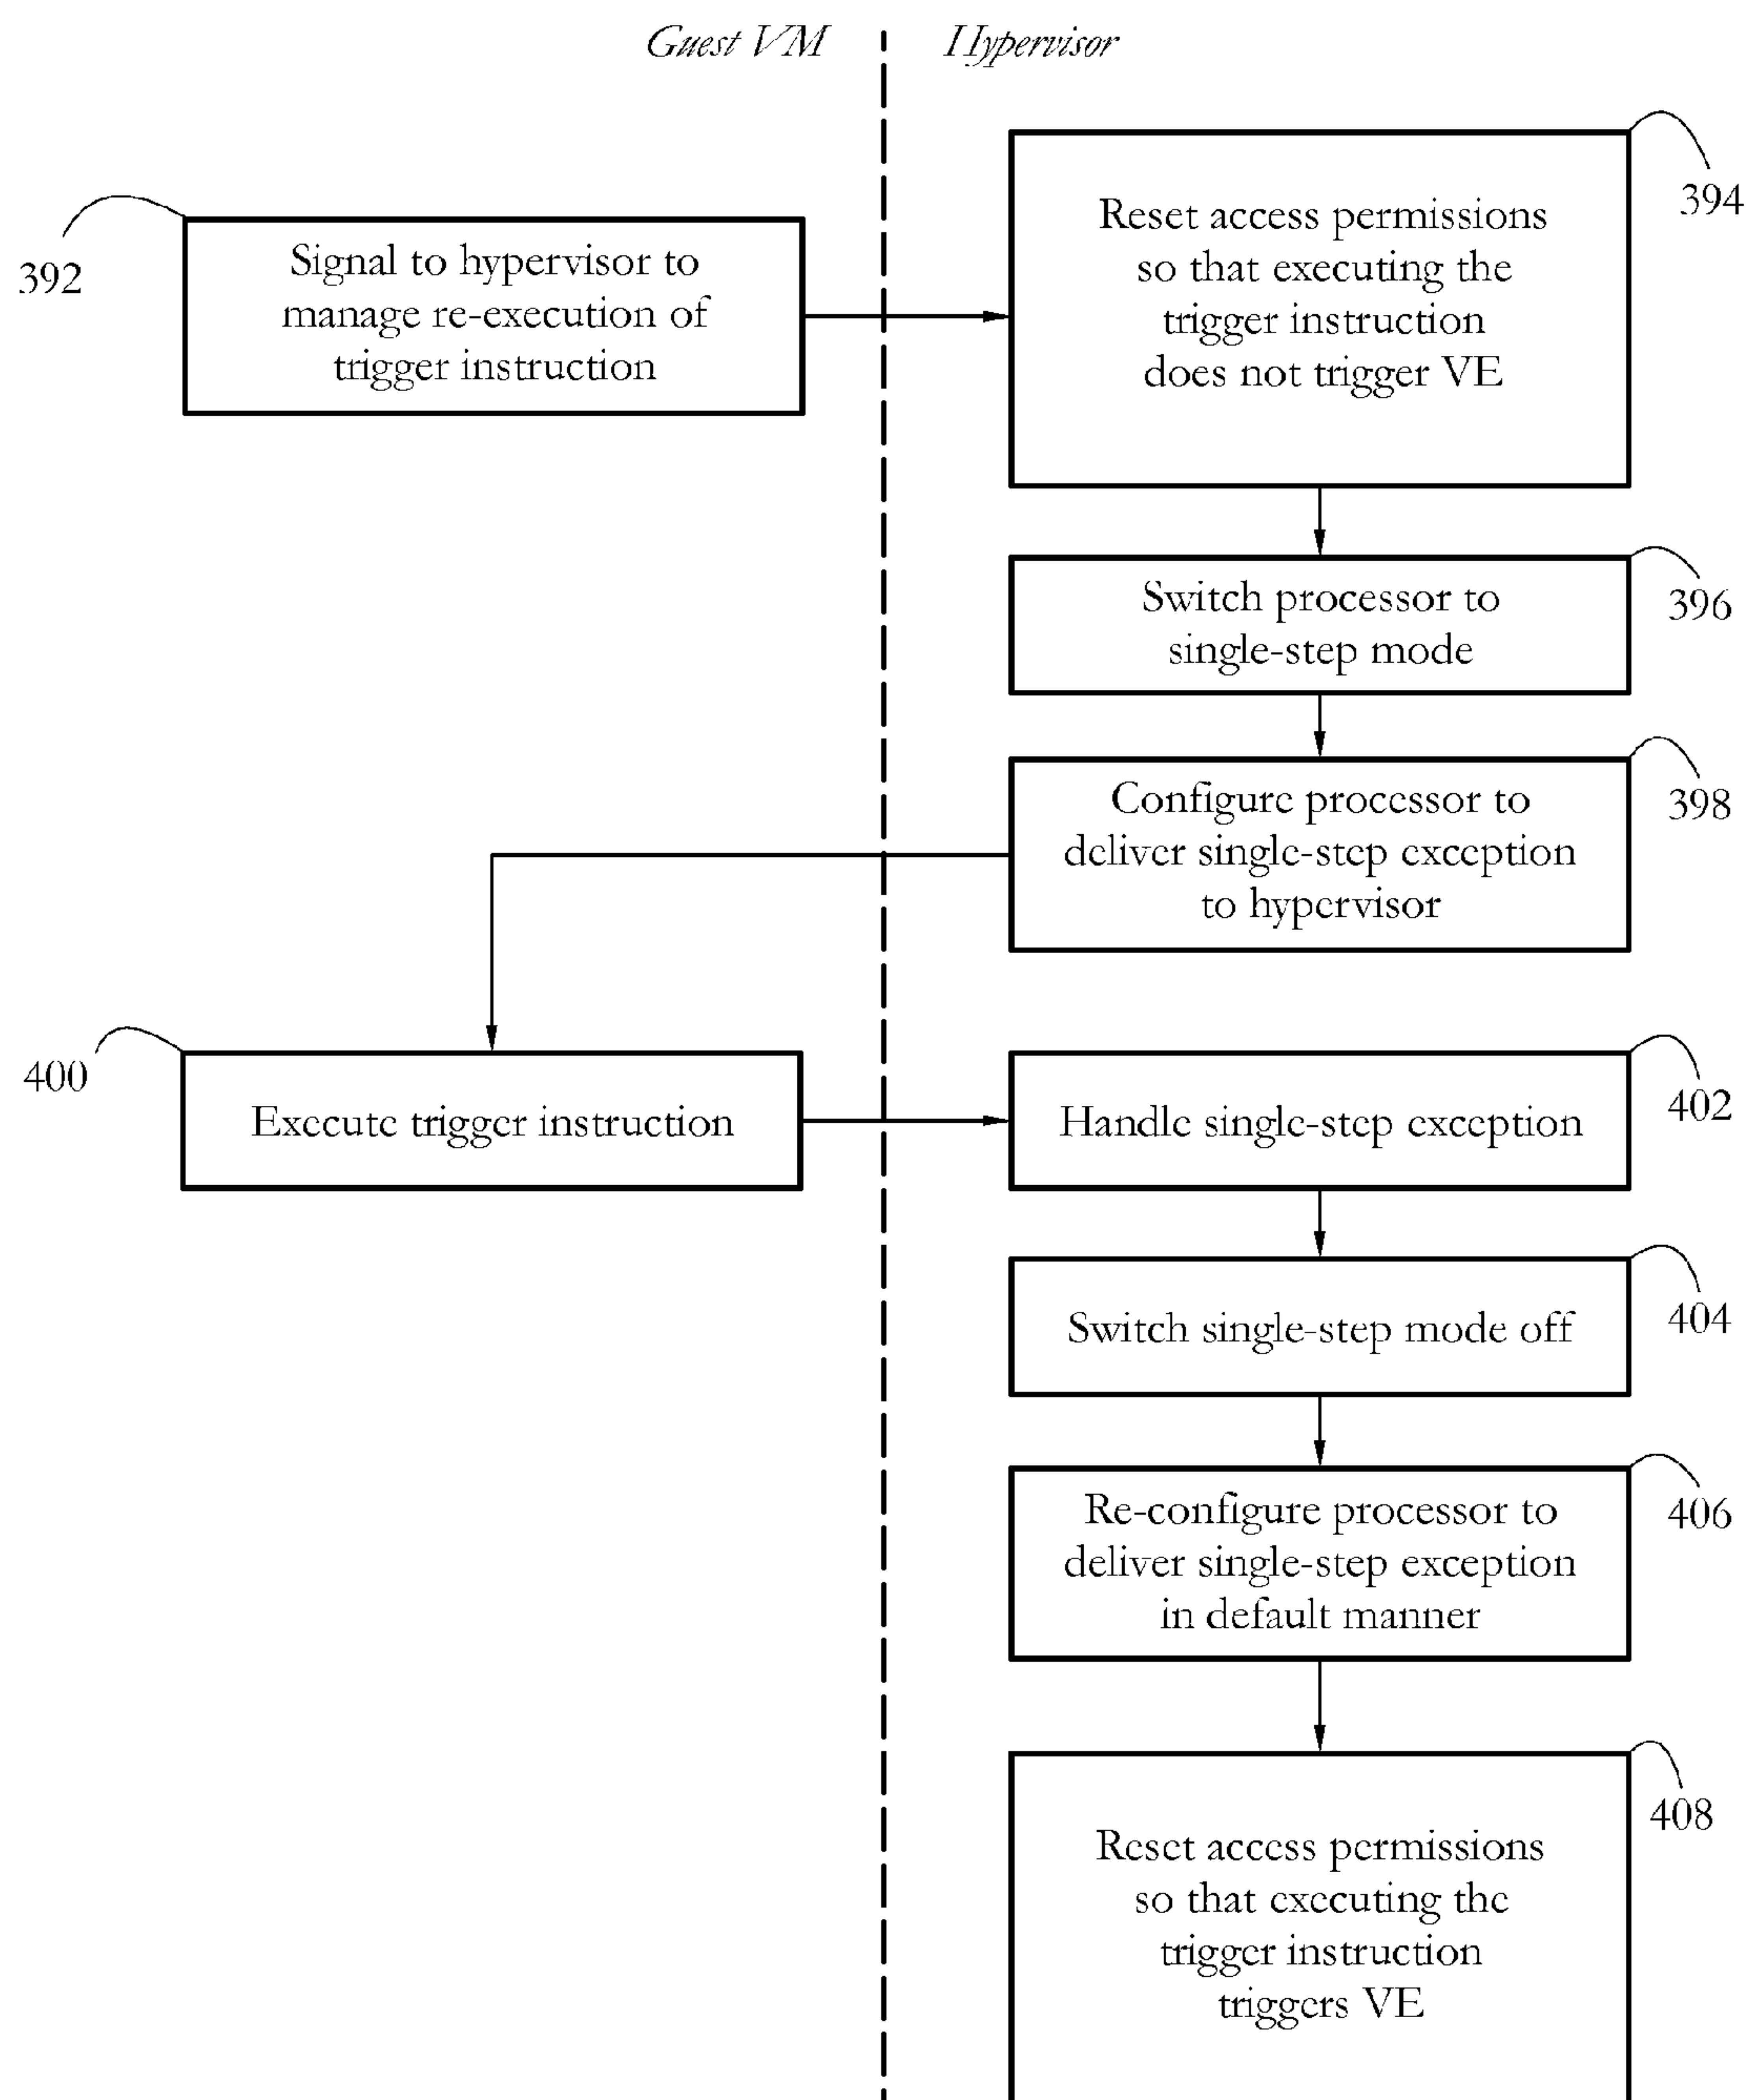 Guest VM
Hypervisor
394
Reset access permissions
so that executing the
trigger instruction
does not trigger VE
392
Signal to hypervisor to
manage re-execution of
trigger instruction
396
Switch processor to
single-step mode
398
Configure processor to
deliver single-step exception
to hypervisor
400
Execute trigger instruction
402
Handle single-step exception
404
Switch single-step mode off
406
Re-configure processor to
deliver single-step exception
in default manner
408
Reset access permissions
so that executing the
trigger instruction
triggers VE